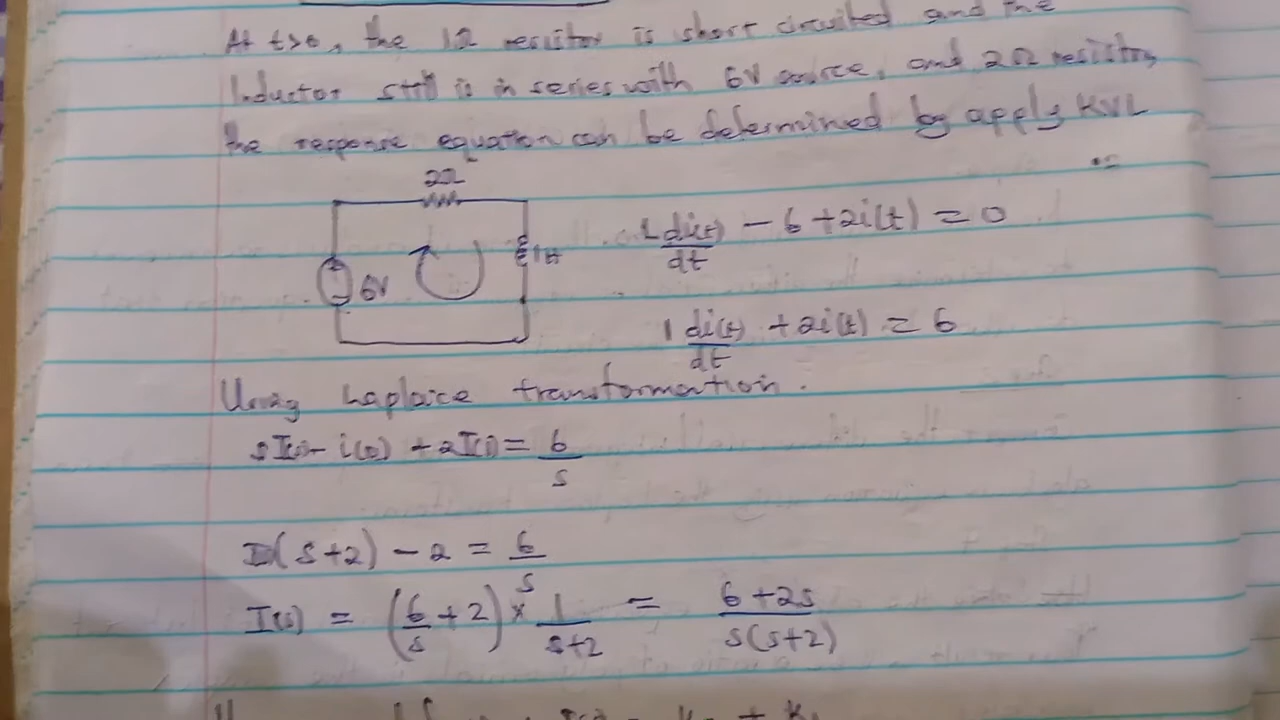 At t>0, the 1Ω resistor is short circuited and the
Inductor still is in series with 6V source, and 2Ω resistor,
the response equation can be determined by apply KVL
2Ω
6V
1H
1 di(t)/dt - 6 + 2i(t) = 0
1 di(t)/dt + 2i(t) = 6
Using Laplaice transformation.
sI(s) - i(0) + 2I(s) = 6/s
I(s+2) - 2 = 6/s
I(s) = (6/s + 2) × 1/(s+2) = (6+2s)/(s(s+2))